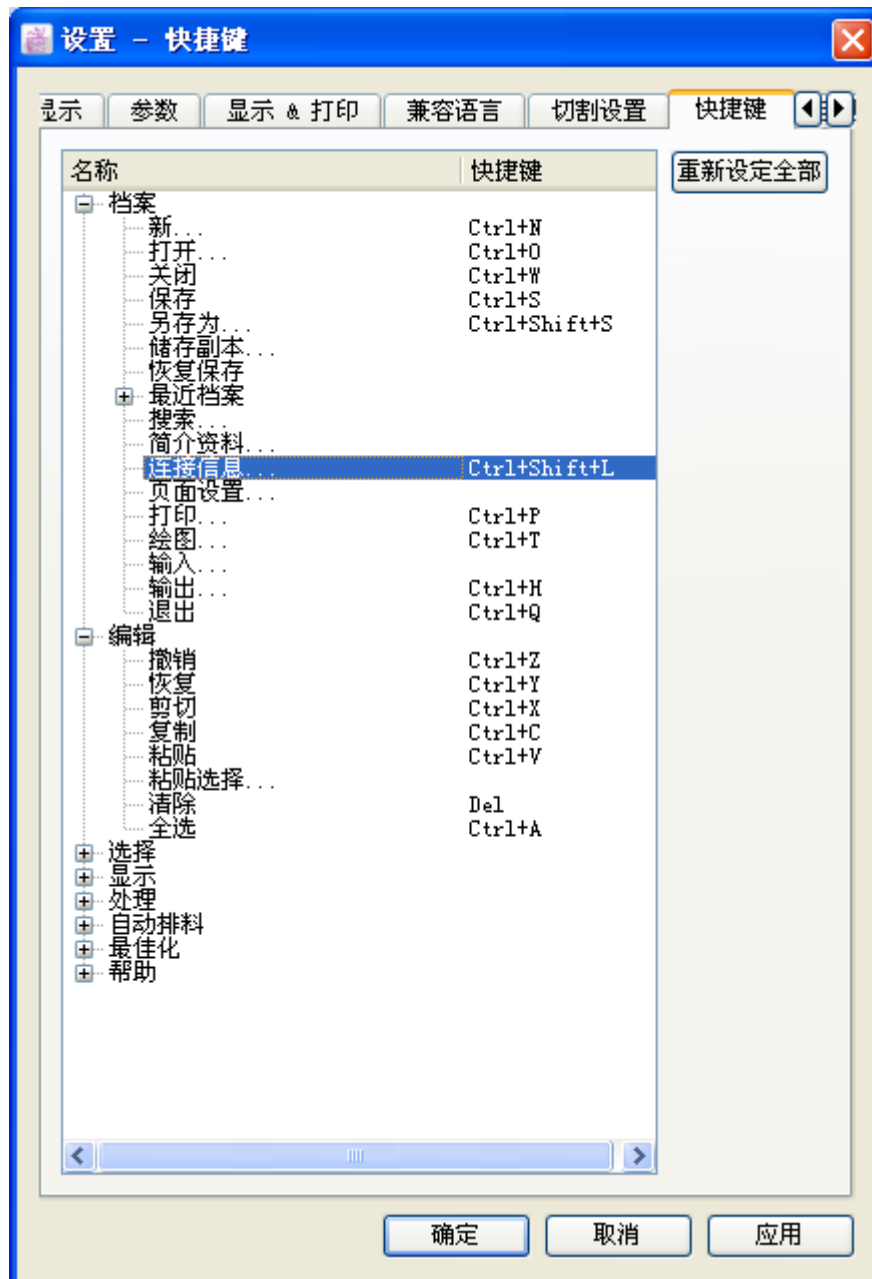 设置 - 快捷键
显示 参数 显示 & 打印 兼容语言 切割设置 快捷键
名称 快捷键 重新设定全部
档案
新... Ctrl+N
打开... Ctrl+O
关闭 Ctrl+W
保存 Ctrl+S
另存为... Ctrl+Shift+S
储存副本...
恢复保存
最近档案
搜索...
简介资料...
连接信息... Ctrl+Shift+L
页面设置...
打印... Ctrl+P
绘图... Ctrl+T
输入...
输出... Ctrl+H
退出 Ctrl+Q
编辑
撤销 Ctrl+Z
恢复 Ctrl+Y
剪切 Ctrl+X
复制 Ctrl+C
粘贴 Ctrl+V
粘贴选择...
清除 Del
全选 Ctrl+A
选择
显示
处理
自动排料
最佳化
帮助
确定 取消 应用